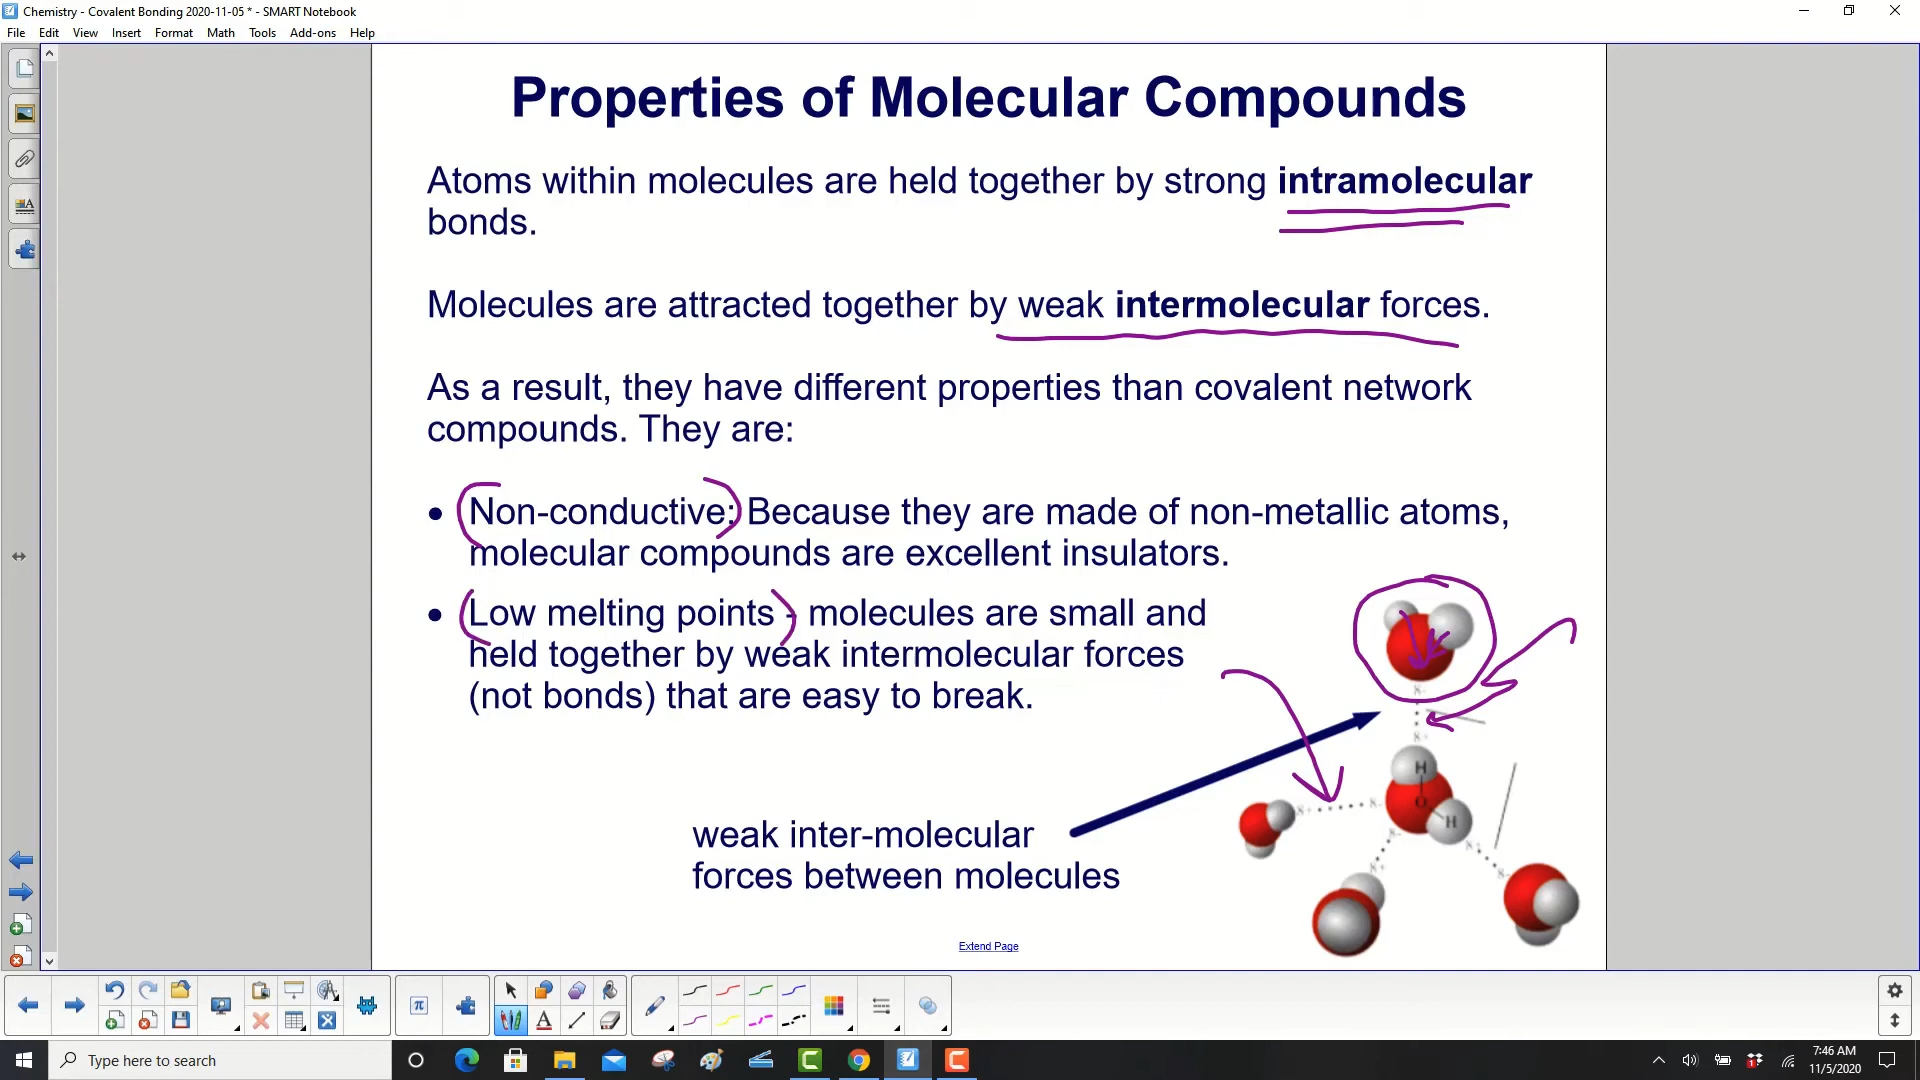 Chemistry - Covalent Bonding 2020-11-05 * - SMART Notebook
File Edit View Insert Format Math Tools Add-ons Help
Properties of Molecular Compounds
Atoms within molecules are held together by strong intramolecular
bonds.
Molecules are attracted together by weak intermolecular forces.
As a result, they have different properties than covalent network
compounds. They are:
• Non-conductive: Because they are made of non-metallic atoms,
molecular compounds are excellent insulators.
• Low melting points - molecules are small and
held together by weak intermolecular forces
(not bonds) that are easy to break.
δ-
δ+
H
O
H
δ+ δ-
δ-
δ+
δ+
δ-
weak inter-molecular
forces between molecules
Extend Page
π
A
Type here to search
7:46 AM
11/5/2020